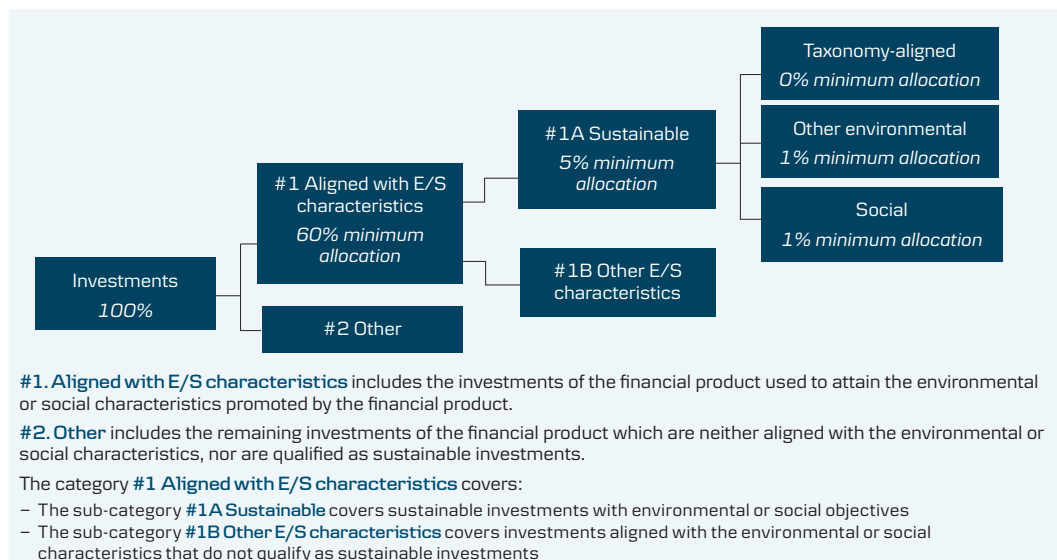 Taxonomy-aligned
0% minimum allocation
Other environmental
1% minimum allocation
Social
1% minimum allocation
#1A Sustainable
5% minimum
allocation
#1B Other E/S
characteristics
#1 Aligned with E/S
characteristics
60% minimum
allocation
#2 Other
Investments
100%
#1. Aligned with E/S characteristics includes the investments of the financial product used to attain the environmental
or social characteristics promoted by the financial product.
#2. Other includes the remaining investments of the financial product which are neither aligned with the environmental or
social characteristics, nor are qualified as sustainable investments.
The category #1 Aligned with E/S characteristics covers:
– The sub-category #1A Sustainable covers sustainable investments with environmental or social objectives
– The sub-category #1B Other E/S characteristics covers investments aligned with the environmental or social
characteristics that do not qualify as sustainable investments